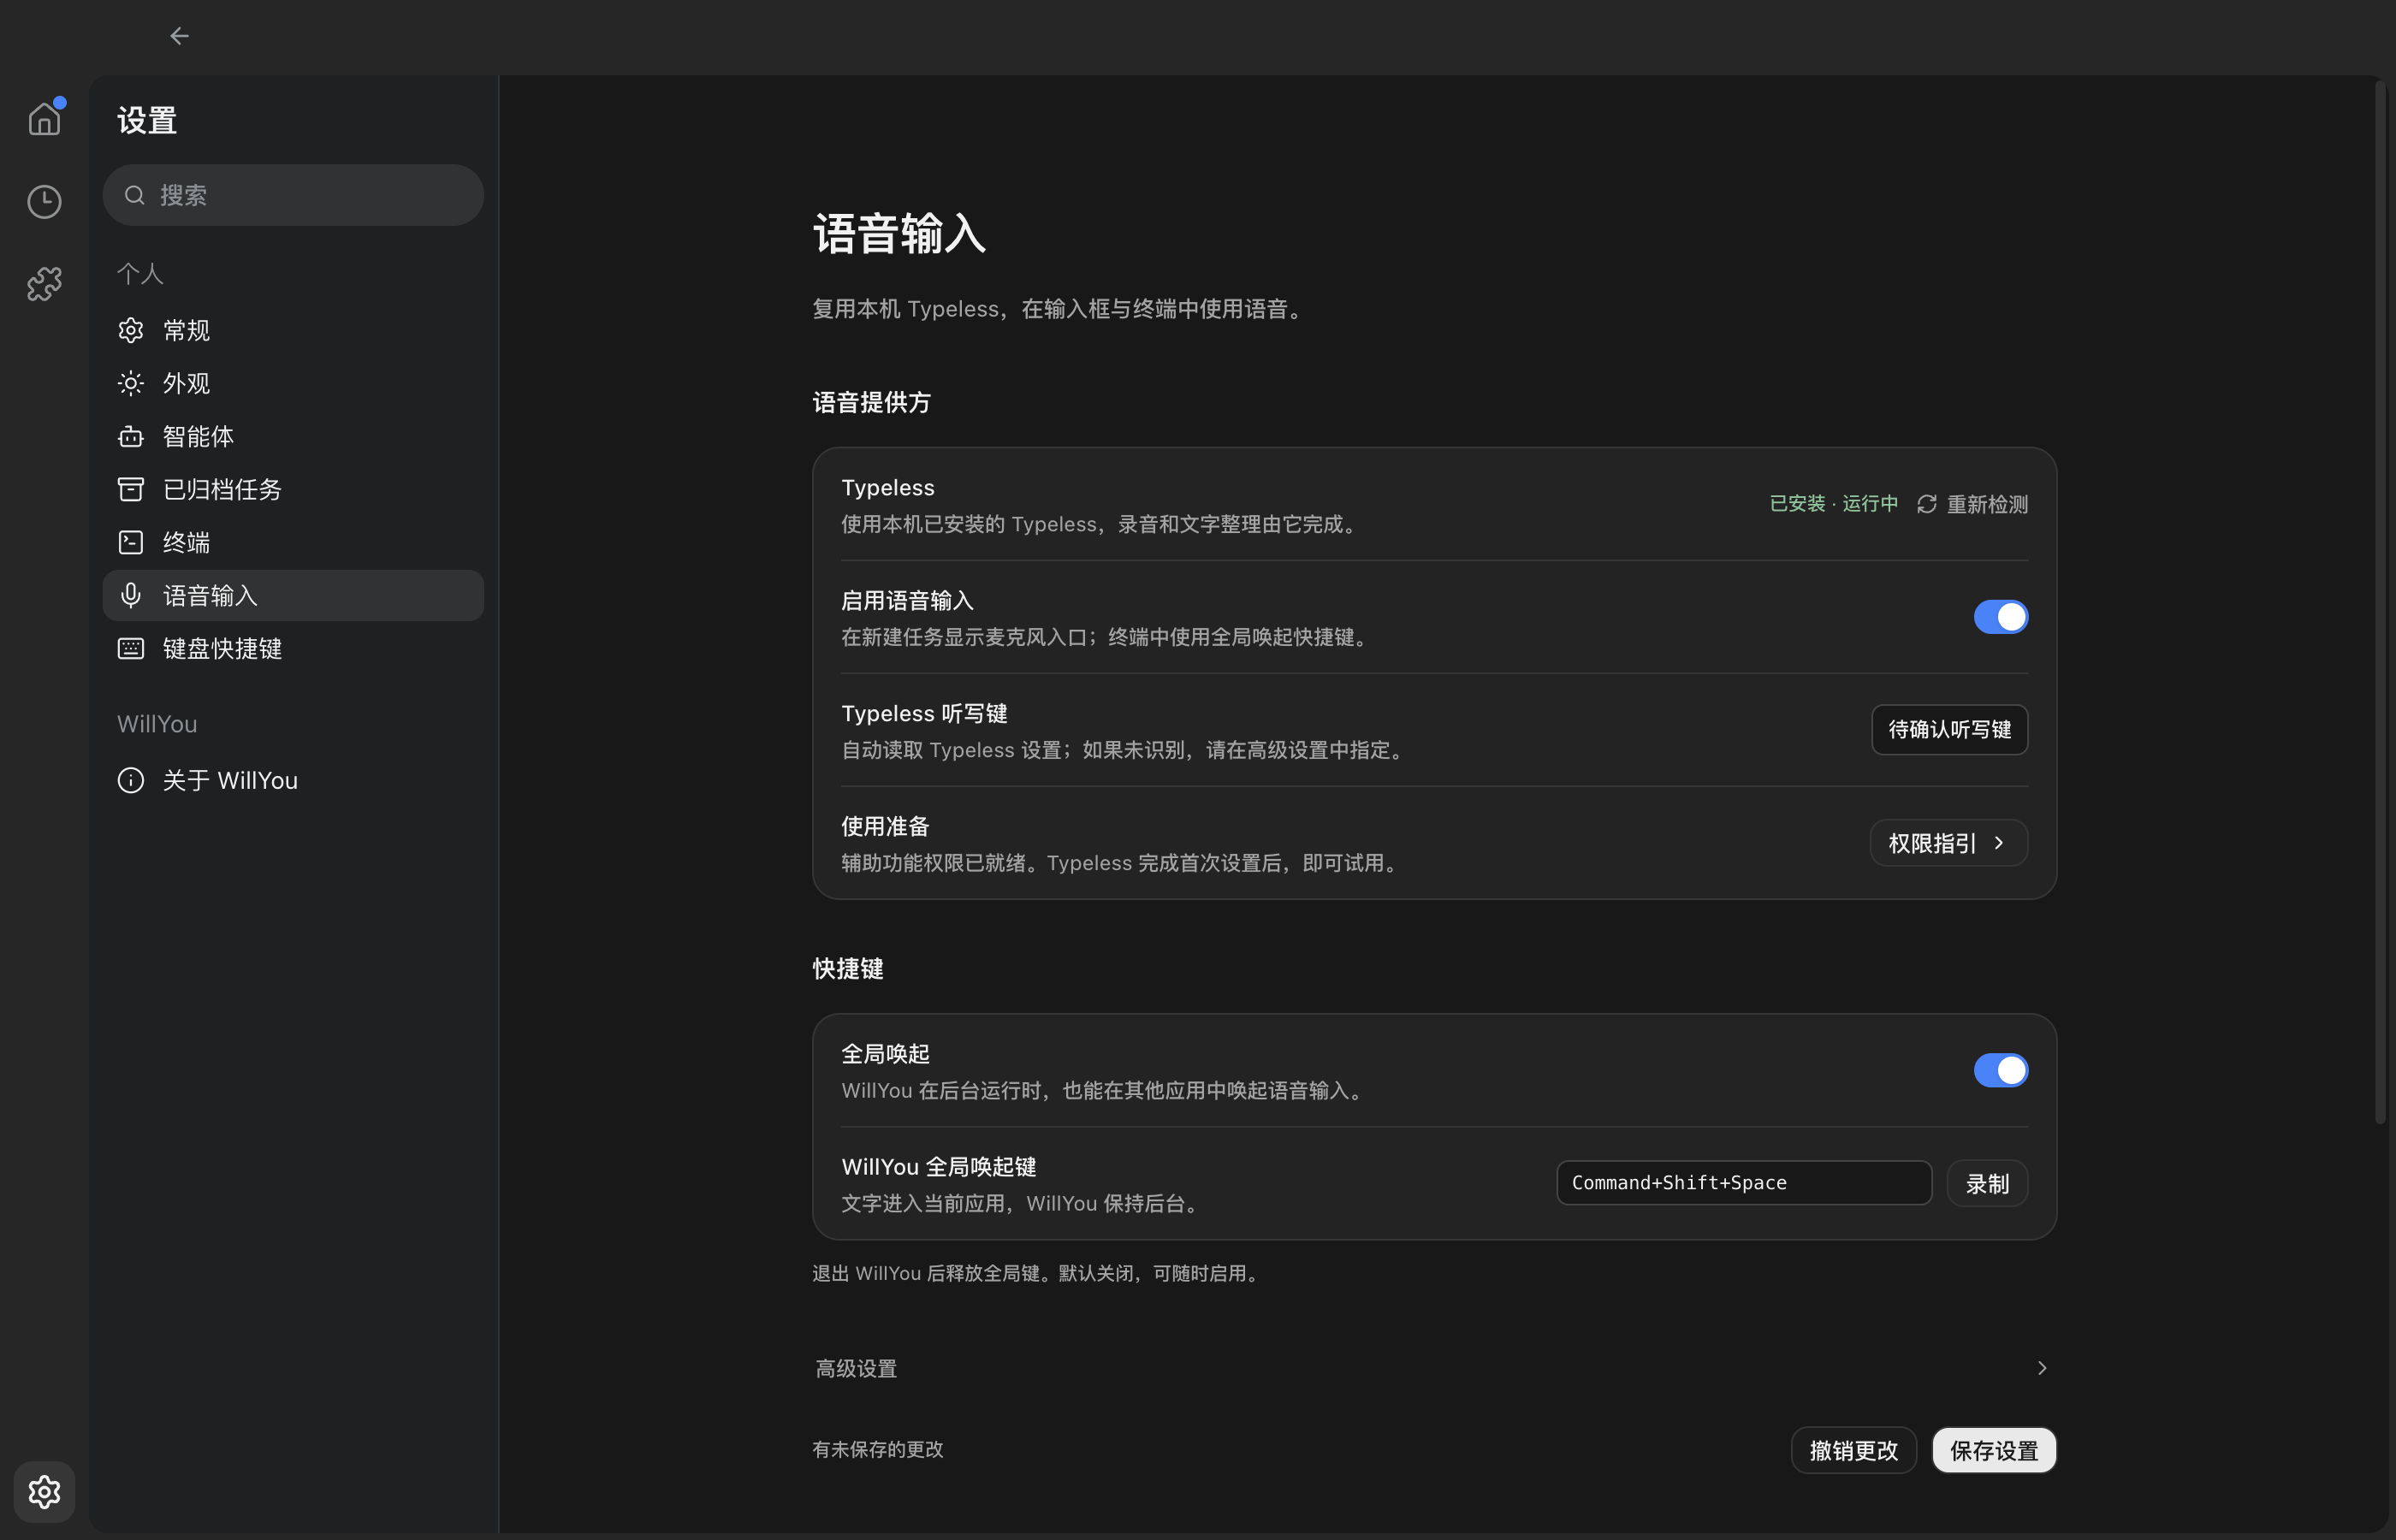 设置
搜索
个人
常规
外观
智能体
已归档任务
终端
语音输入
键盘快捷键
WillYou
关于 WillYou
语音输入
复用本机 Typeless，在输入框与终端中使用语音。
语音提供方
Typeless
使用本机已安装的 Typeless，录音和文字整理由它完成。
已安装 · 运行中 重新检测
启用语音输入
在新建任务显示麦克风入口；终端中使用全局唤起快捷键。
Typeless 听写键
自动读取 Typeless 设置；如果未识别，请在高级设置中指定。
待确认听写键
使用准备
辅助功能权限已就绪。Typeless 完成首次设置后，即可试用。
权限指引
快捷键
全局唤起
WillYou 在后台运行时，也能在其他应用中唤起语音输入。
WillYou 全局唤起键
文字进入当前应用，WillYou 保持后台。
Command+Shift+Space 录制
退出 WillYou 后释放全局键。默认关闭，可随时启用。
高级设置
有未保存的更改 撤销更改 保存设置